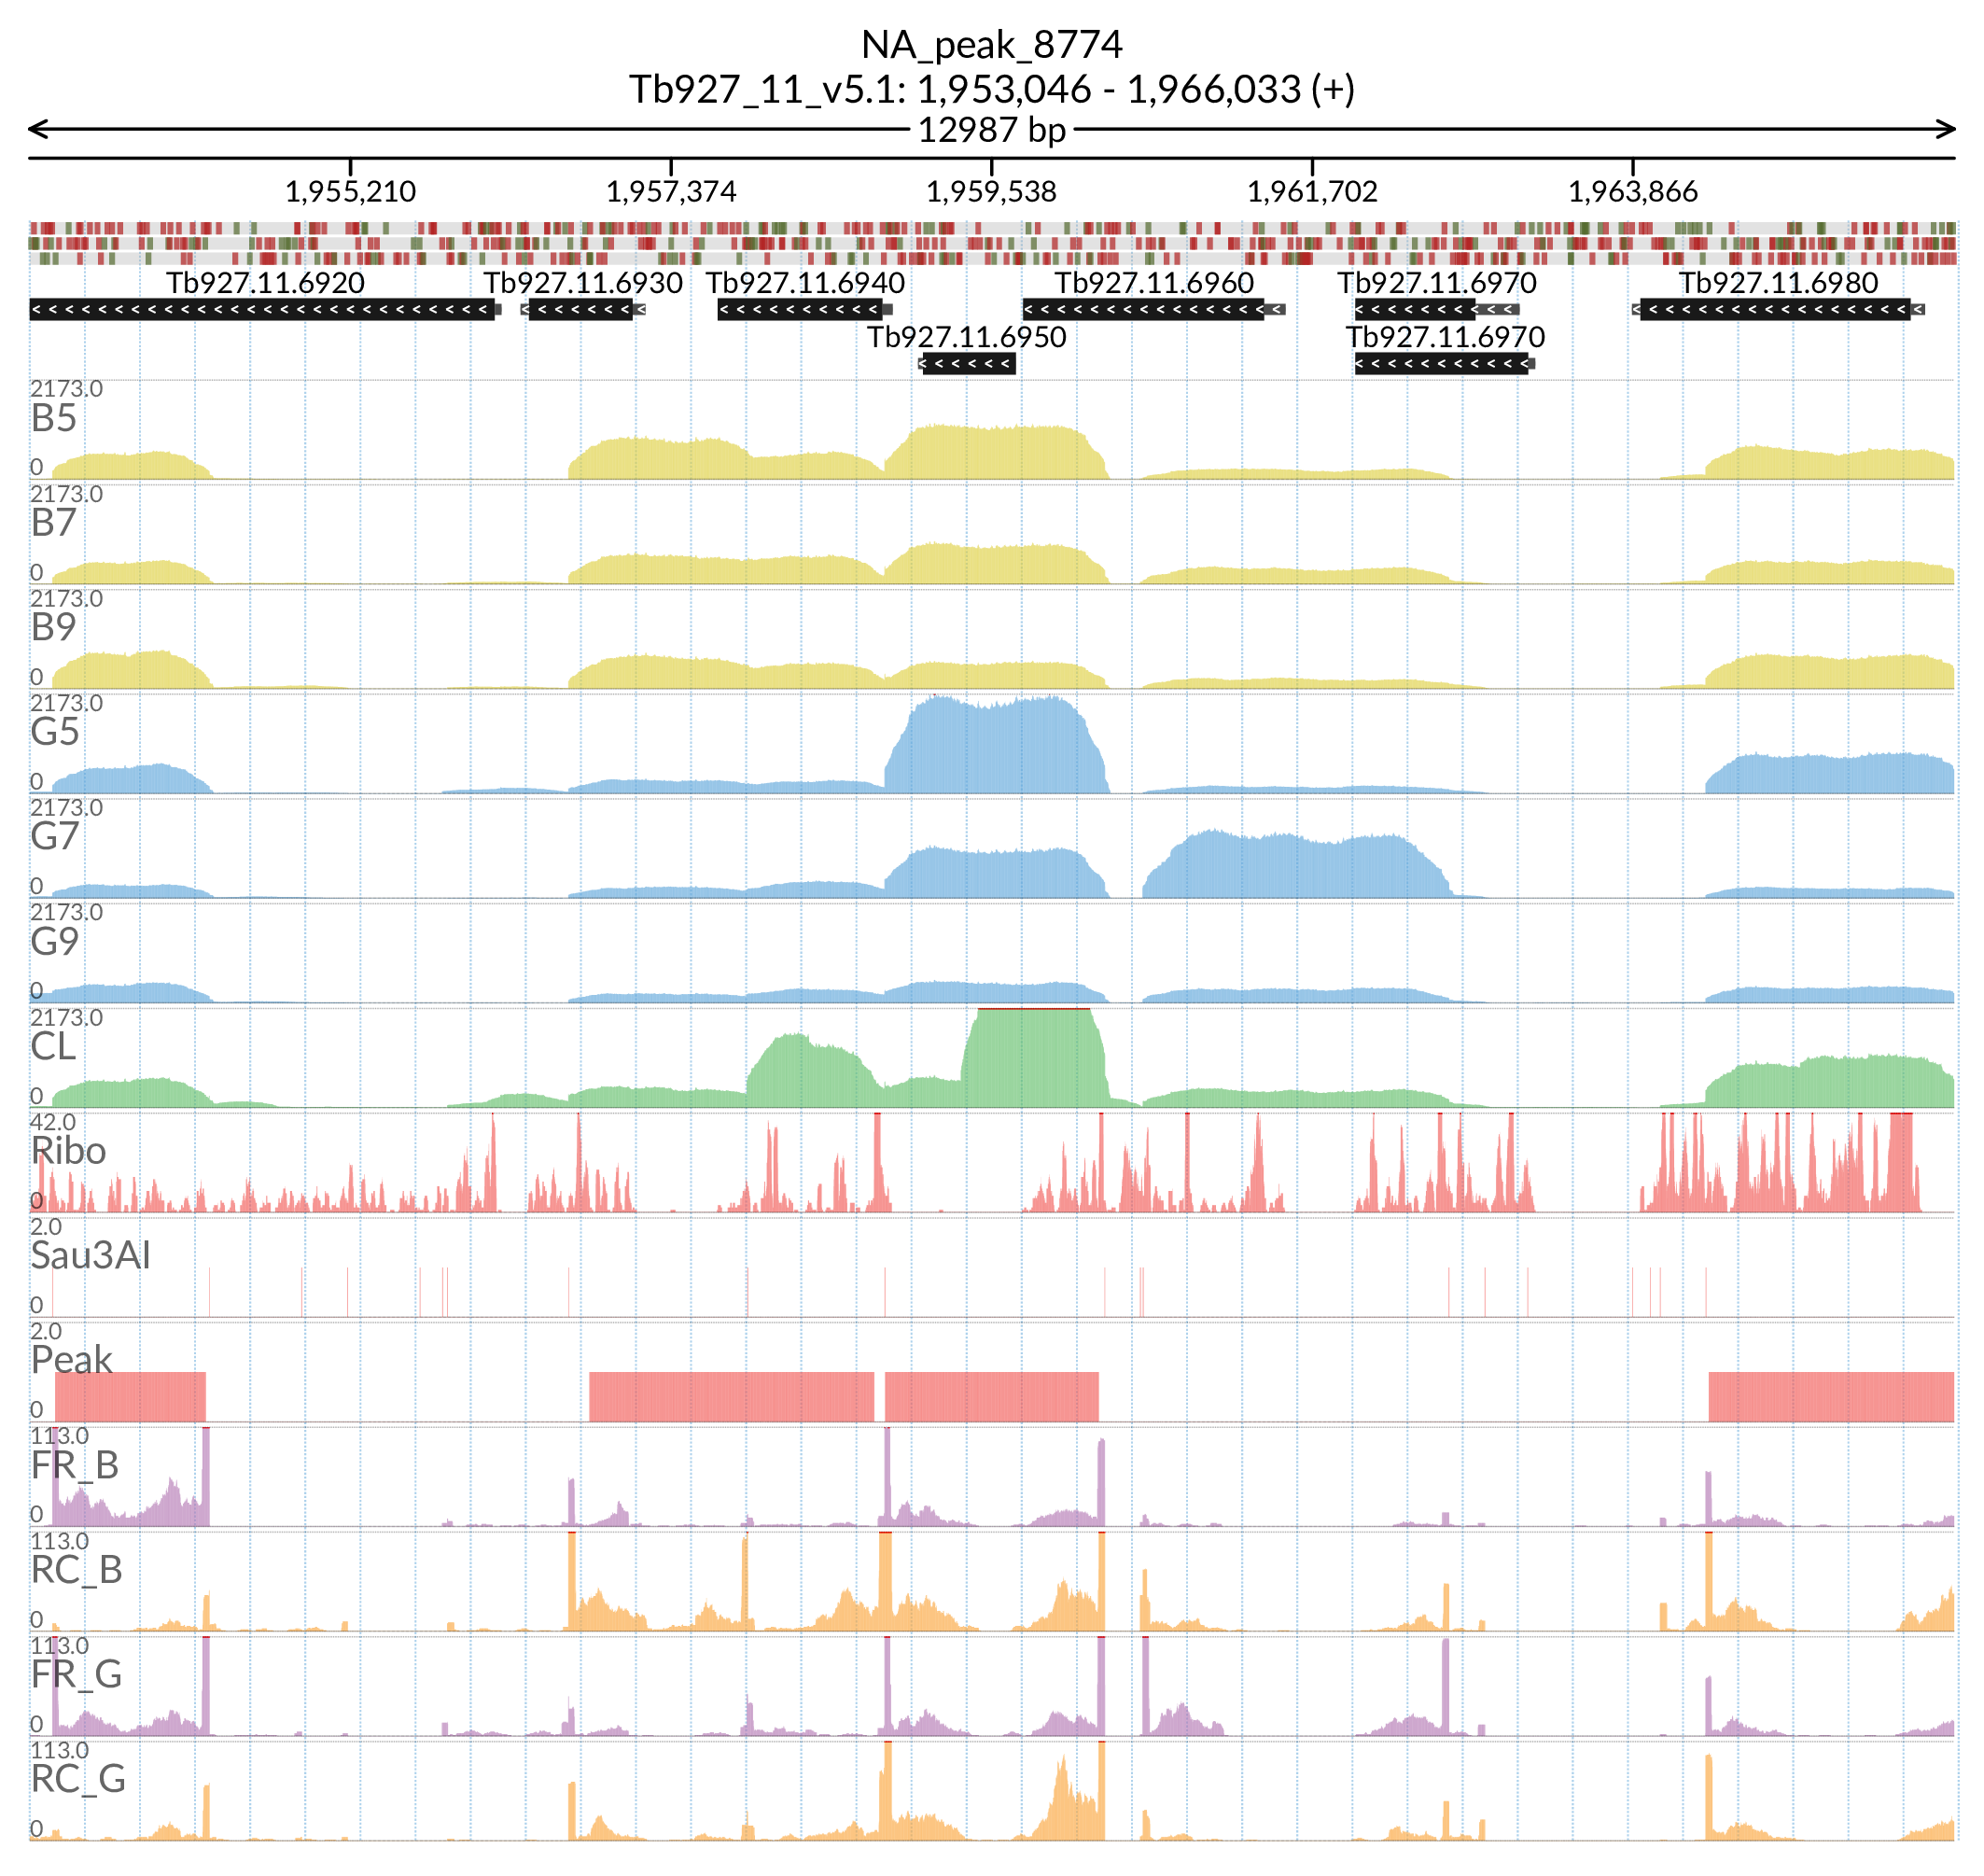 NA_peak_8774
Tb927_11_v5.1: 1,953,046 - 1,966,033 (+)
12987 bp
1,955,210 1,957,374 1,959,538 1,961,702 1,963,866
Tb927.11.6920 Tb927.11.6930 Tb927.11.6940 Tb927.11.6960 Tb927.11.6970 Tb927.11.6980
Tb927.11.6950 Tb927.11.6970
2173.0
B5
0
2173.0
B7
0
2173.0
B9
0
2173.0
G5
0
2173.0
G7
0
2173.0
G9
0
2173.0
CL
0
42.0
Ribo
0
2.0
Sau3AI
0
2.0
Peak
0
113.0
FR_B
0
113.0
RC_B
0
113.0
FR_G
0
113.0
RC_G
0